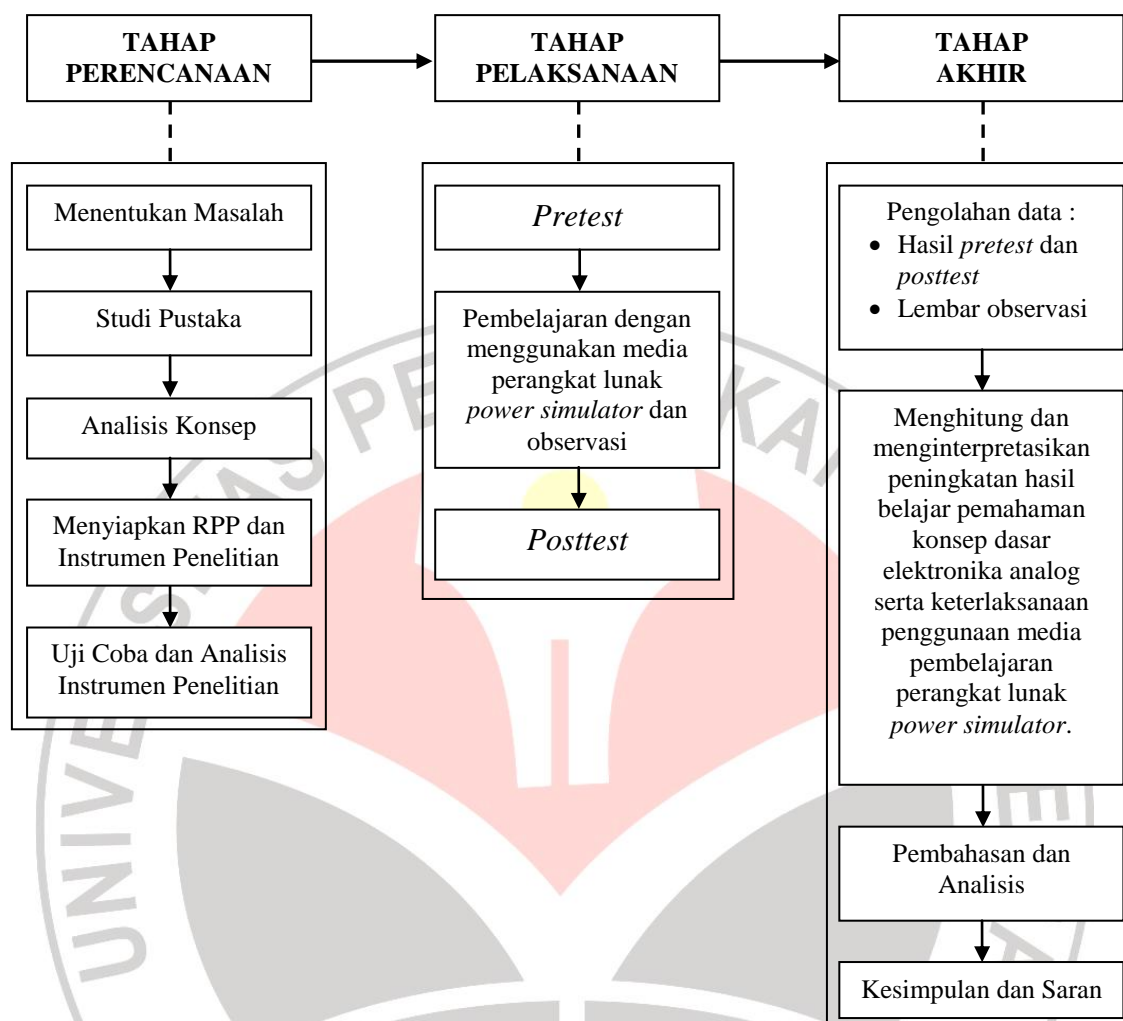 TAHAP
PERENCANAAN
TAHAP
PELAKSANAAN
TAHAP
AKHIR
Menentukan Masalah
Studi Pustaka
Analisis Konsep
Menyiapkan RPP dan
Instrumen Penelitian
Uji Coba dan Analisis
Instrumen Penelitian
Pretest
Pembelajaran dengan
menggunakan media
perangkat lunak
power simulator dan
observasi
Posttest
Pengolahan data :
• Hasil pretest dan
posttest
• Lembar observasi
Menghitung dan
menginterpretasikan
peningkatan hasil
belajar pemahaman
konsep dasar
elektronika analog
serta keterlaksanaan
penggunaan media
pembelajaran
perangkat lunak
power simulator.
Pembahasan dan
Analisis
Kesimpulan dan Saran